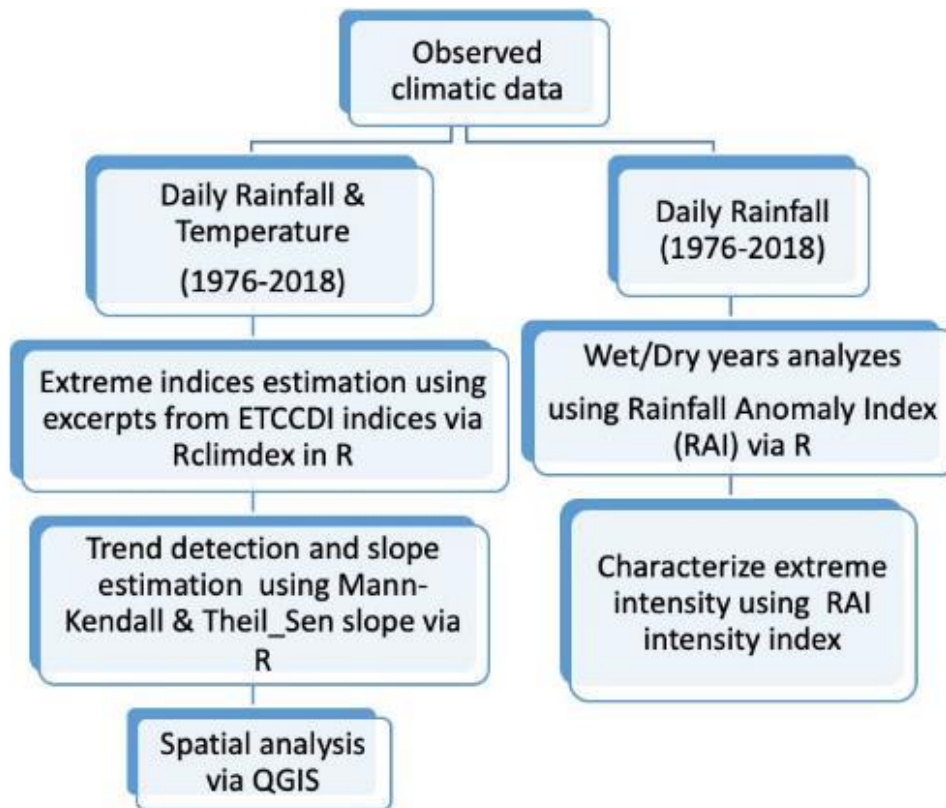 Observed
climatic data
Daily Rainfall &
Temperature
(1976-2018)
Daily Rainfall
(1976-2018)
Extreme indices estimation using
excerpts from ETCCDI indices via
Rclimdex in R
Wet/Dry years analyzes
using Rainfall Anomaly Index
(RAI) via R
Trend detection and slope
estimation using Mann-
Kendall & Theil_Sen slope via
R
Characterize extreme
intensity using RAI
intensity index
Spatial analysis
via QGIS